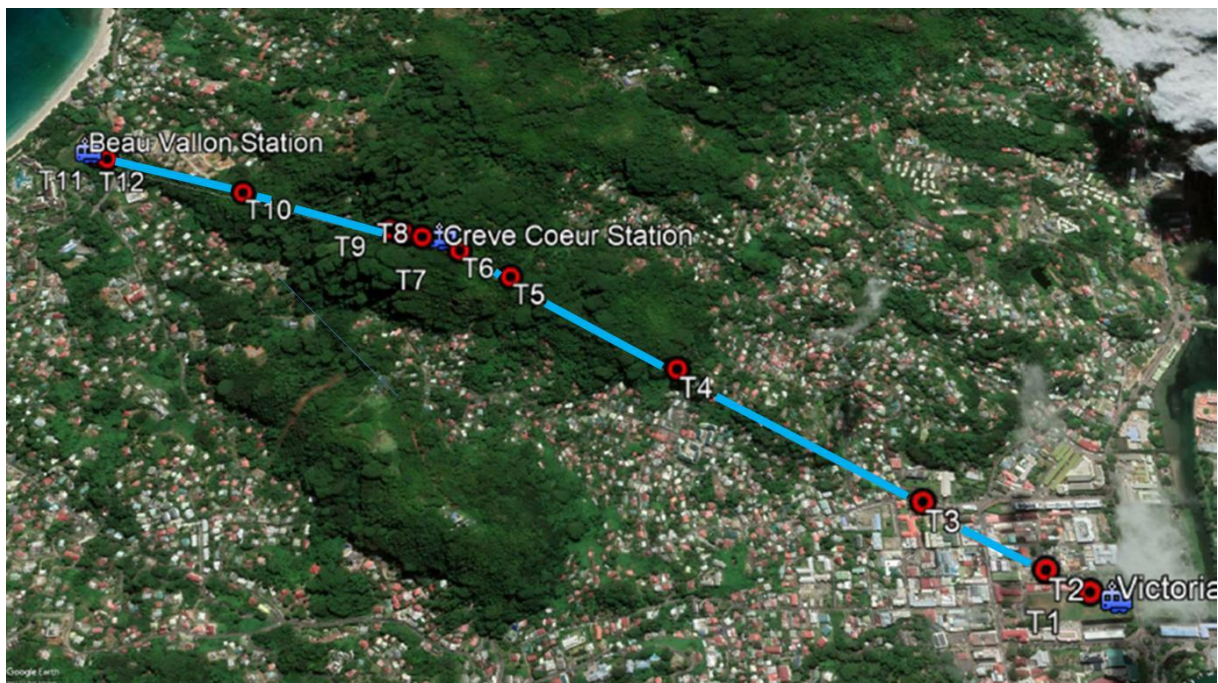 Beau Vallon Station
T11 T12
T10
T8 Creve Coeur Station
T9
T6
T7
T5
T4
T3
T2 Victoria
T1
Google Earth